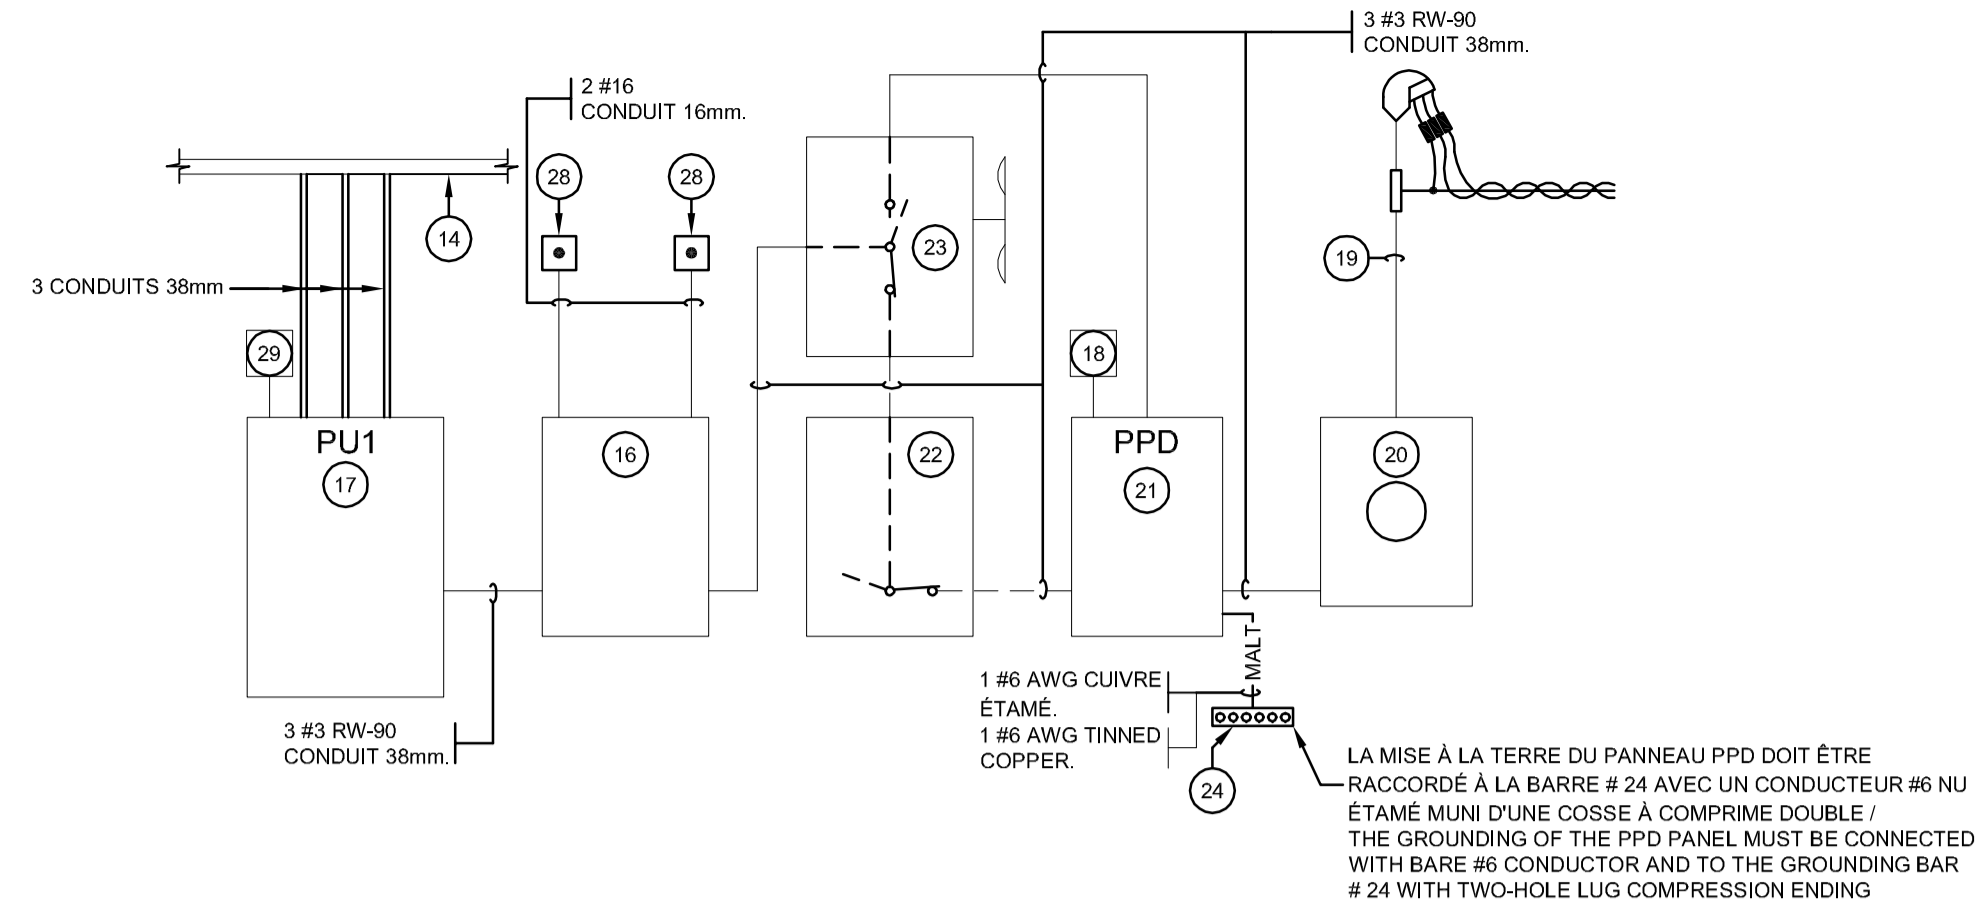 3 #3 RW-90
CONDUIT 38mm.
2 #16
CONDUIT 16mm.
28
28
14
23
19
3 CONDUITS 38mm
29
18
PU1
17
16
22
PPD
21
20
MALT
1 #6 AWG CUIVRE
ÉTAMÉ.
1 #6 AWG TINNED
COPPER.
3 #3 RW-90
CONDUIT 38mm.
24
LA MISE À LA TERRE DU PANNEAU PPD DOIT ÊTRE
RACCORDÉ À LA BARRE # 24 AVEC UN CONDUCTEUR #6 NU
ÉTAMÉ MUNI D'UNE COSSE À COMPRIME DOUBLE /
THE GROUNDING OF THE PPD PANEL MUST BE CONNECTED
WITH BARE #6 CONDUCTOR AND TO THE GROUNDING BAR
# 24 WITH TWO-HOLE LUG COMPRESSION ENDING